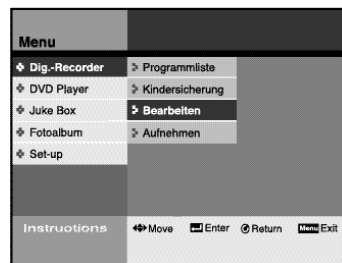 Menu
Dig.-Recorder
DVD Player
Juke Box
Fotoalbum
Set-up
Programmliste
Kindersicherung
Bearbeiten
Aufnehmen
Instructions Move Enter Return Menu Exit